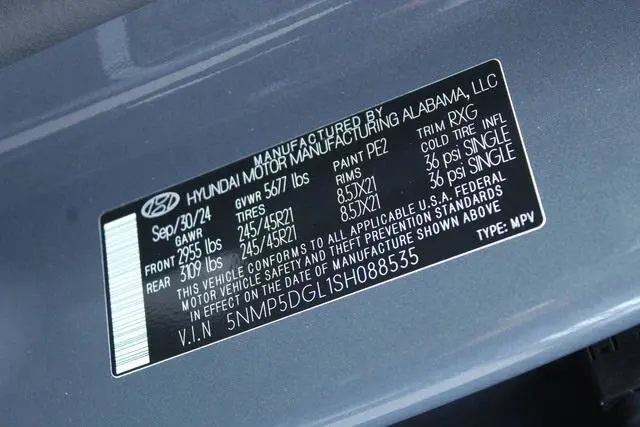 MANUFACTURED BY
HYUNDAI MOTOR MANUFACTURING ALABAMA, LLC
Sep/30/24 GVWR 5677 lbs PAINT PE2 TRIM RXG
GAWR TIRES RIMS COLD TIRE INFL
FRONT 2955 lbs 245/45R21 8.5JX21 36 psi SINGLE
REAR 3109 lbs 245/45R21 8.5JX21 36 psi SINGLE
THIS VEHICLE CONFORMS TO ALL APPLICABLE U.S.A. FEDERAL
MOTOR VEHICLE SAFETY AND THEFT PREVENTION STANDARDS
IN EFFECT ON THE DATE OF MANUFACTURE SHOWN ABOVE
V.I.N 5NMP5DGL1SH088535 TYPE: MPV